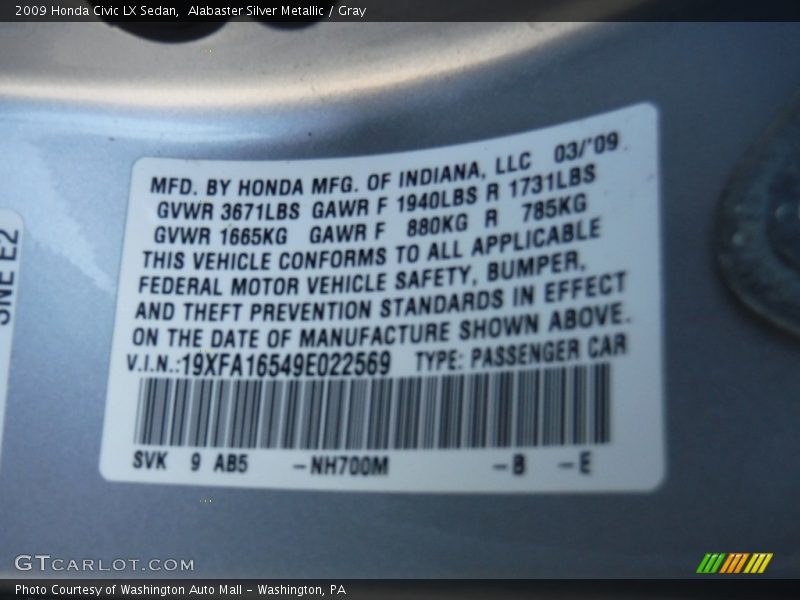 2009 Honda Civic LX Sedan,  Alabaster Silver Metallic / Gray
MFD. BY HONDA MFG. OF INDIANA, LLC 03/'09
GVWR 3671LBS GAWR F 1940LBS R 1731LBS
GVWR 1665KG GAWR F 880KG R 785KG
THIS VEHICLE CONFORMS TO ALL APPLICABLE
FEDERAL MOTOR VEHICLE SAFETY, BUMPER,
AND THEFT PREVENTION STANDARDS IN EFFECT
ON THE DATE OF MANUFACTURE SHOWN ABOVE.
V.I.N.:19XFA16549E022569 TYPE: PASSENGER CAR
SVK 9 AB5 -NH700M -B -E
SNE E2
GTCARLOT.COM
Photo Courtesy of Washington Auto Mall - Washington, PA